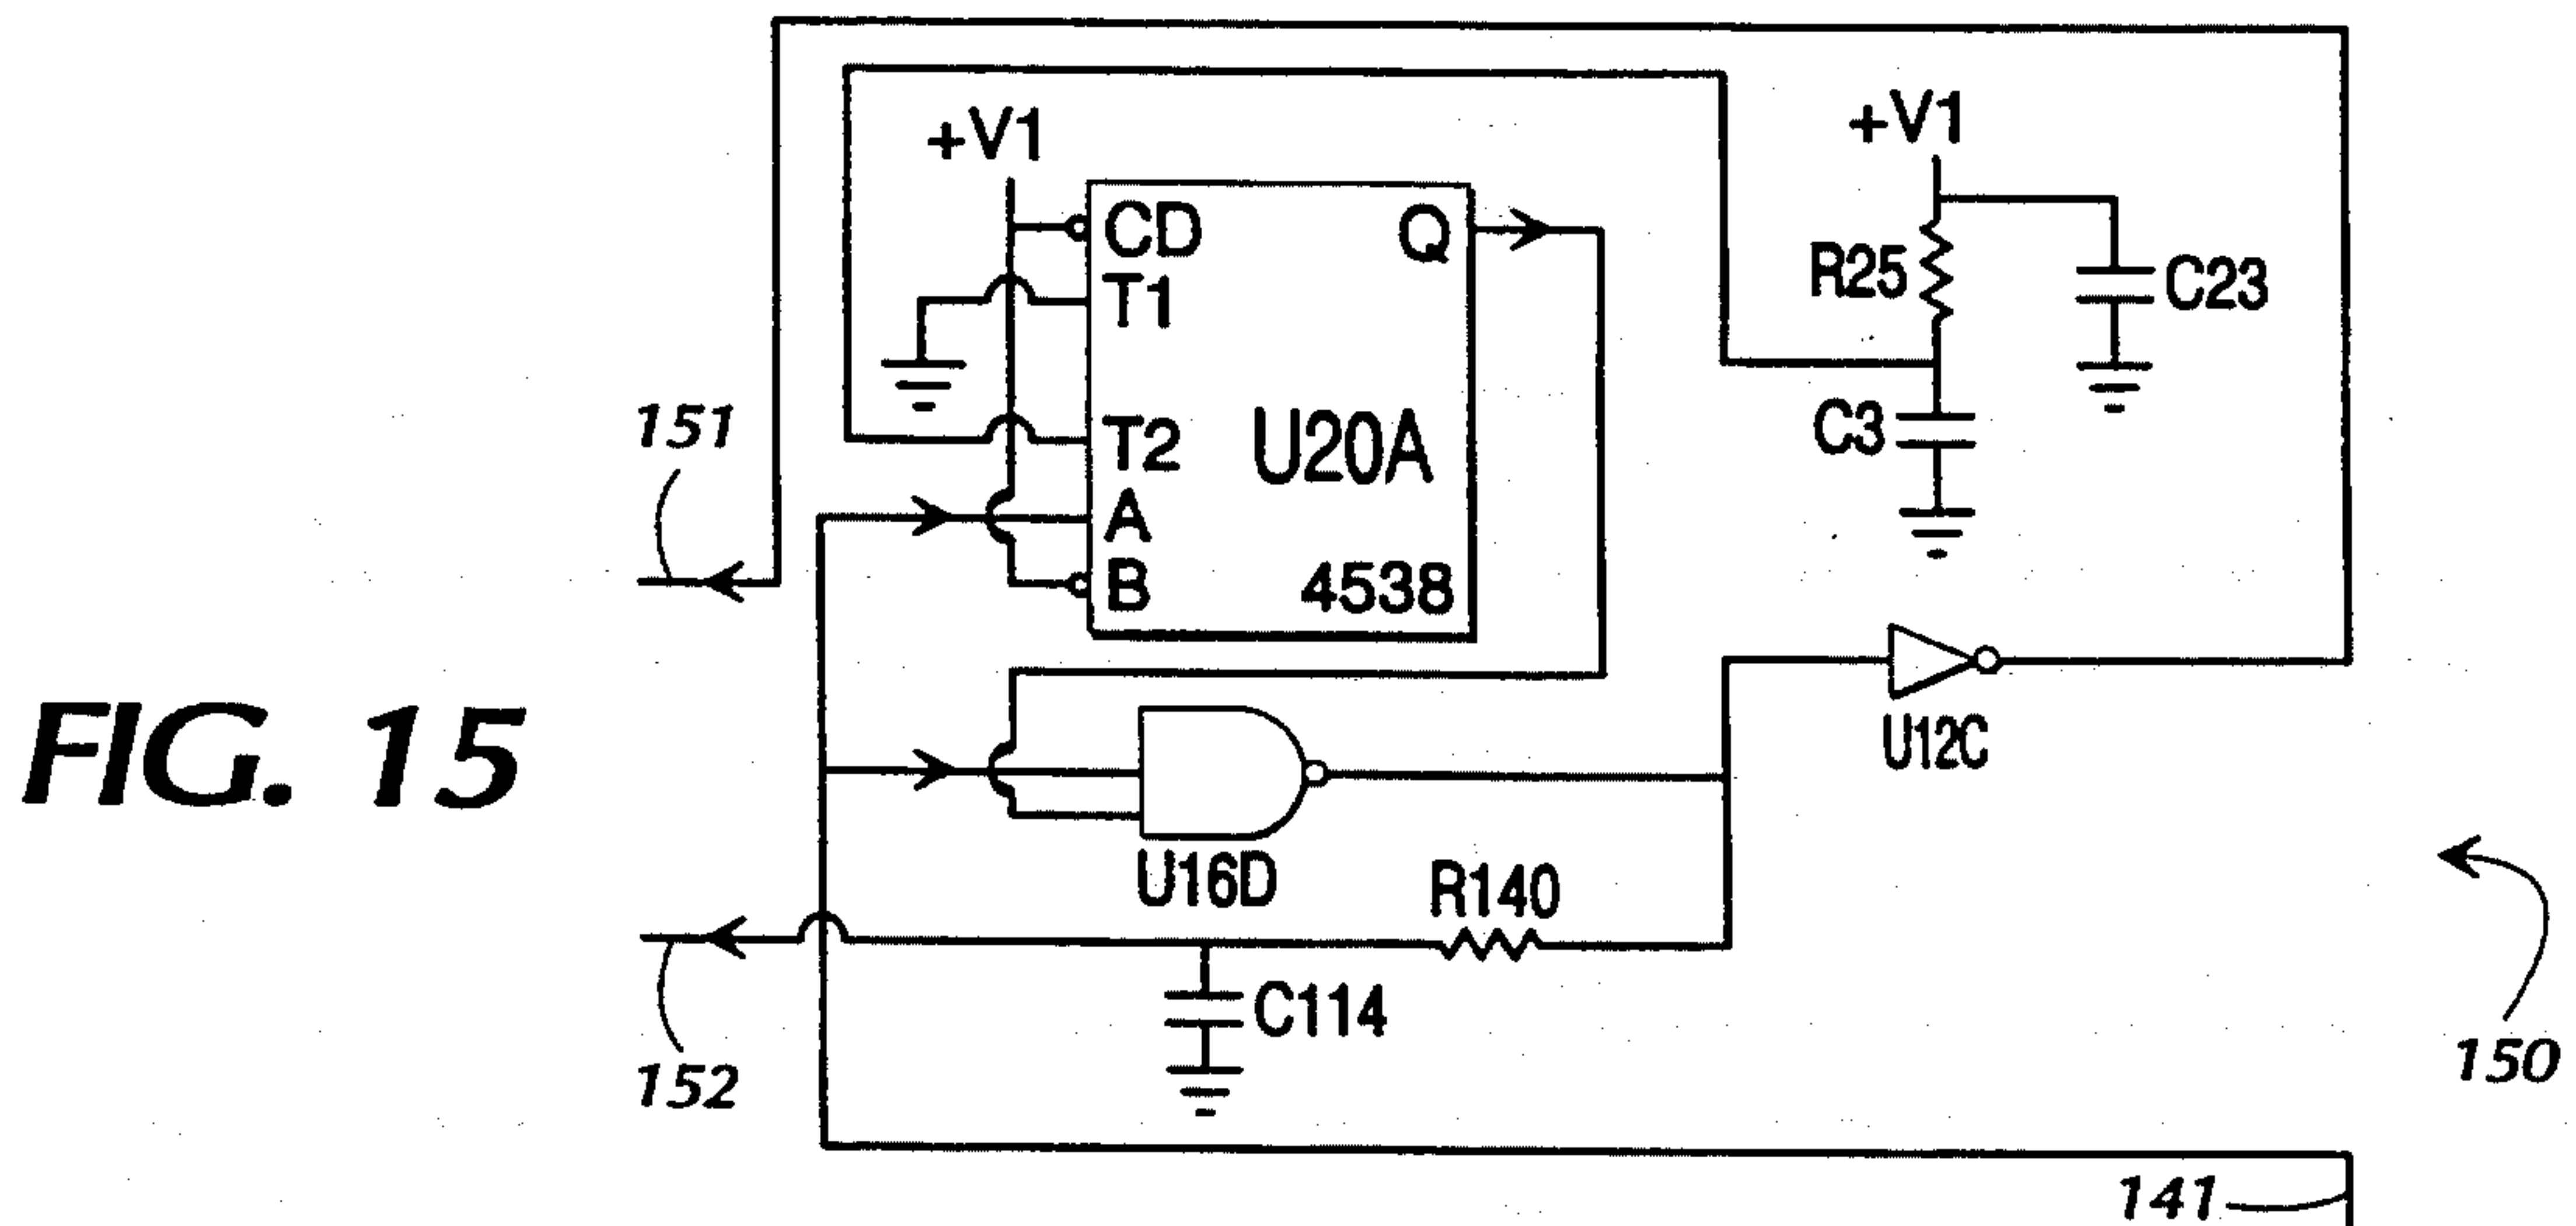 +V1
+V1
CD
Q
T1
R25
C23
T2
U20A
C3
151
A
B
4538
FIG. 15
U12C
U16D
R140
C114
152
150
141